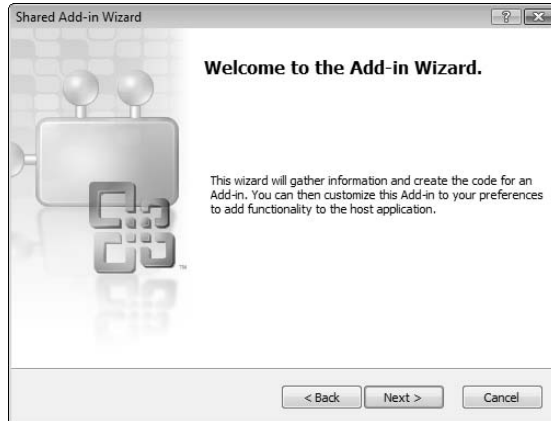 Shared Add-in Wizard
Welcome to the Add-in Wizard.
This wizard will gather information and create the code for an
Add-in. You can then customize this Add-in to your preferences
to add functionality to the host application.
TM
< Back
Next >
Cancel